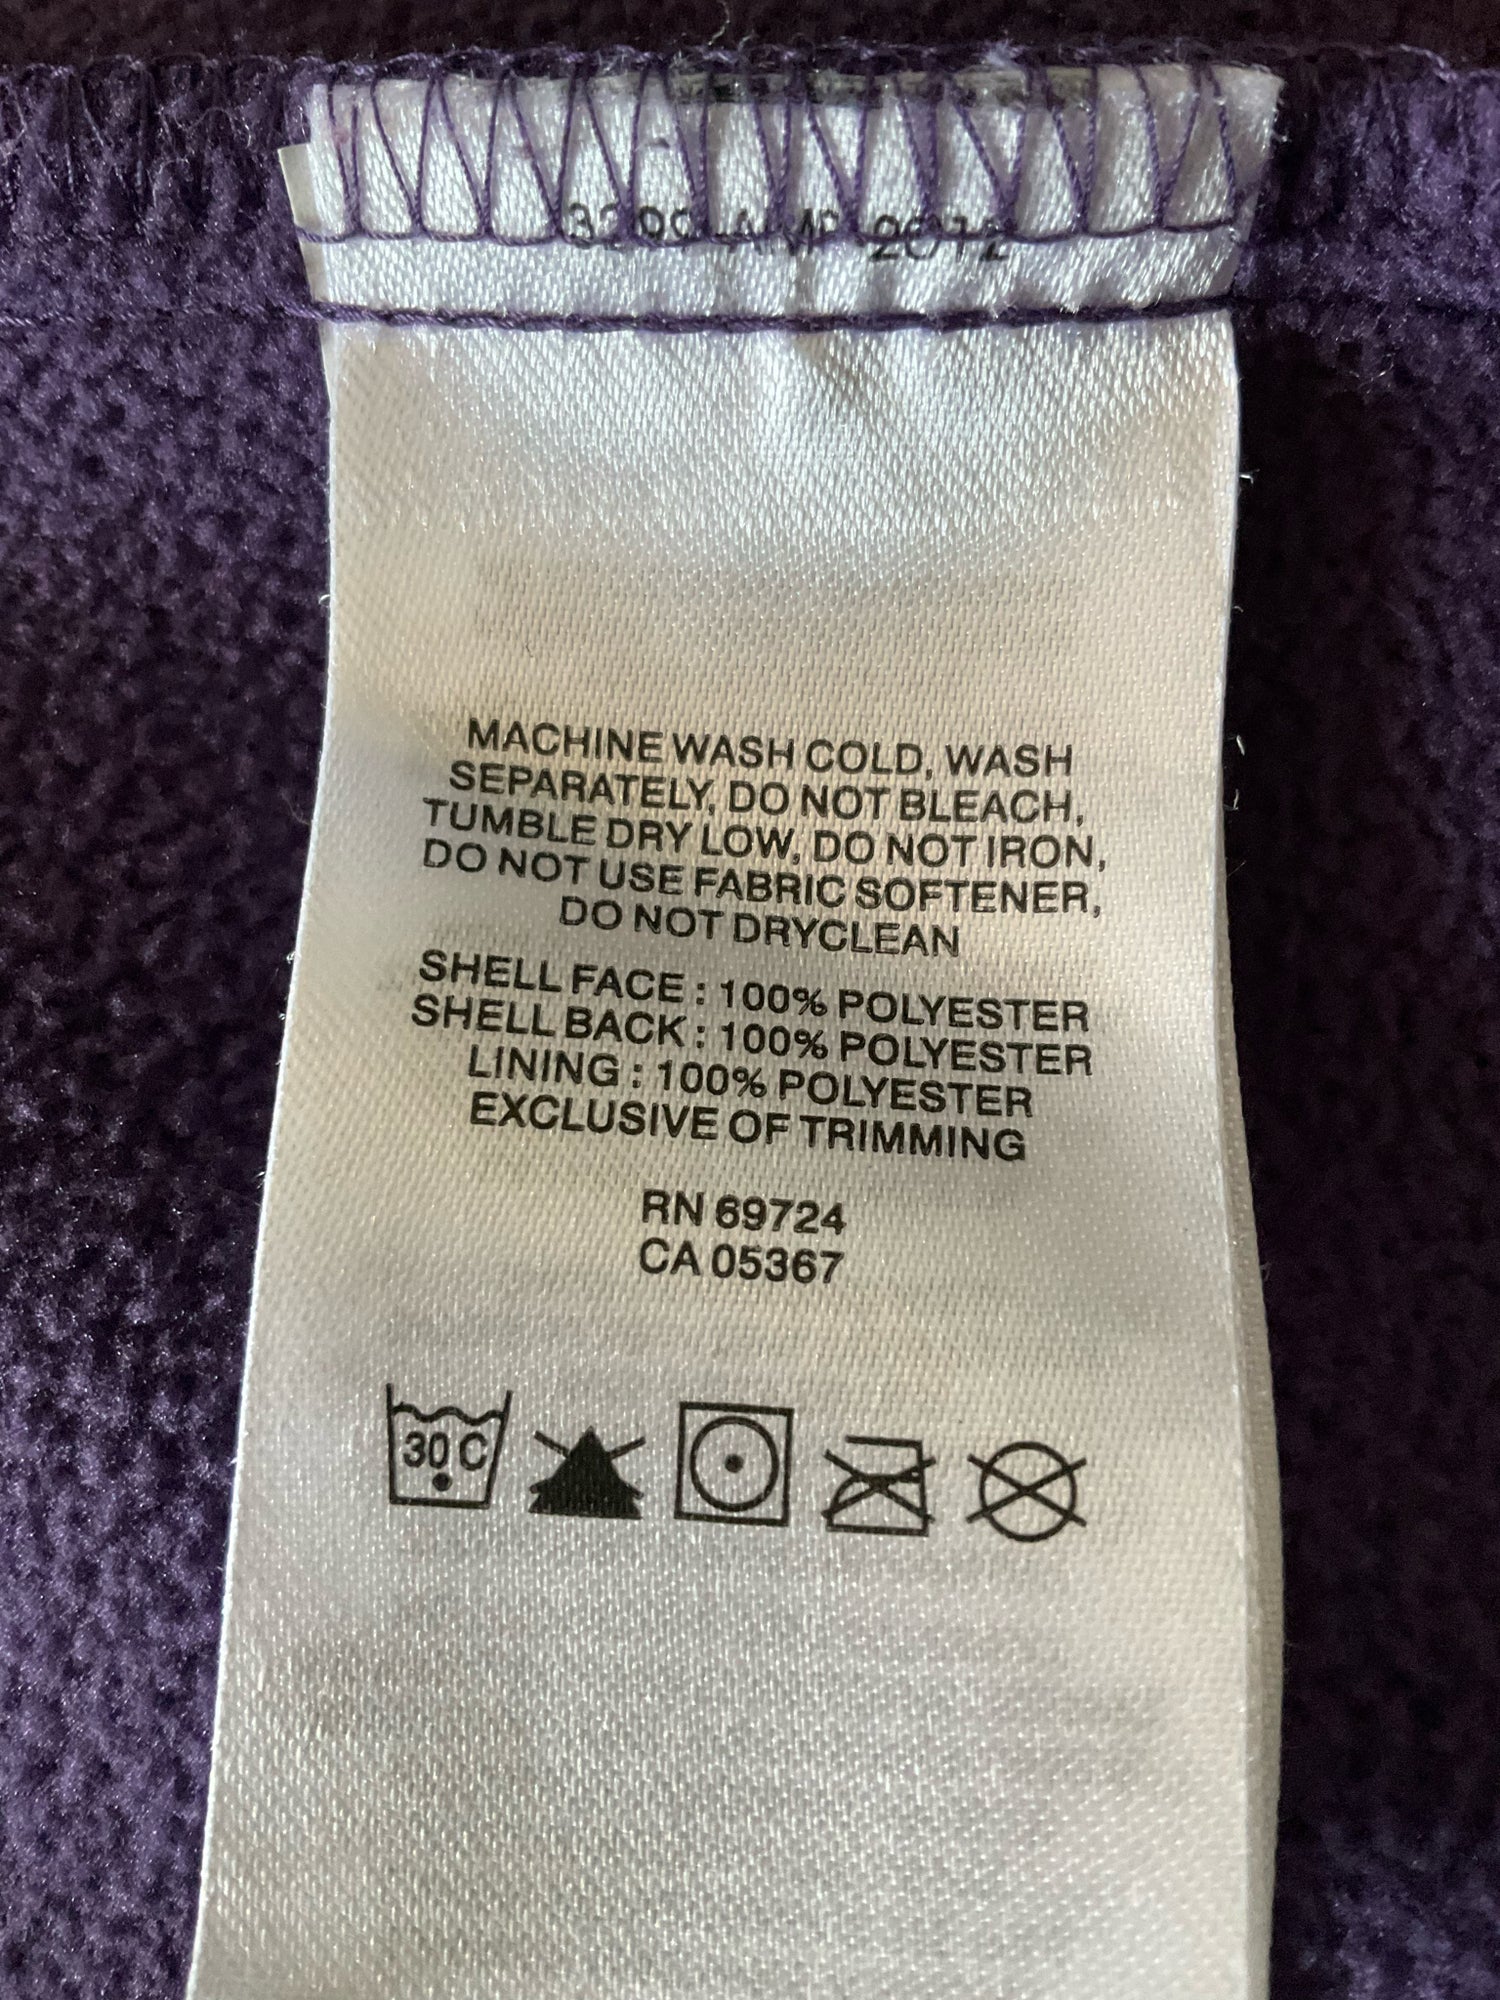 MACHINE WASH COLD, WASH
SEPARATELY, DO NOT BLEACH,
TUMBLE DRY LOW, DO NOT IRON,
DO NOT USE FABRIC SOFTENER,
DO NOT DRYCLEAN
SHELL FACE : 100% POLYESTER
SHELL BACK : 100% POLYESTER
LINING : 100% POLYESTER
EXCLUSIVE OF TRIMMING
RN 69724
CA 05367
30 C